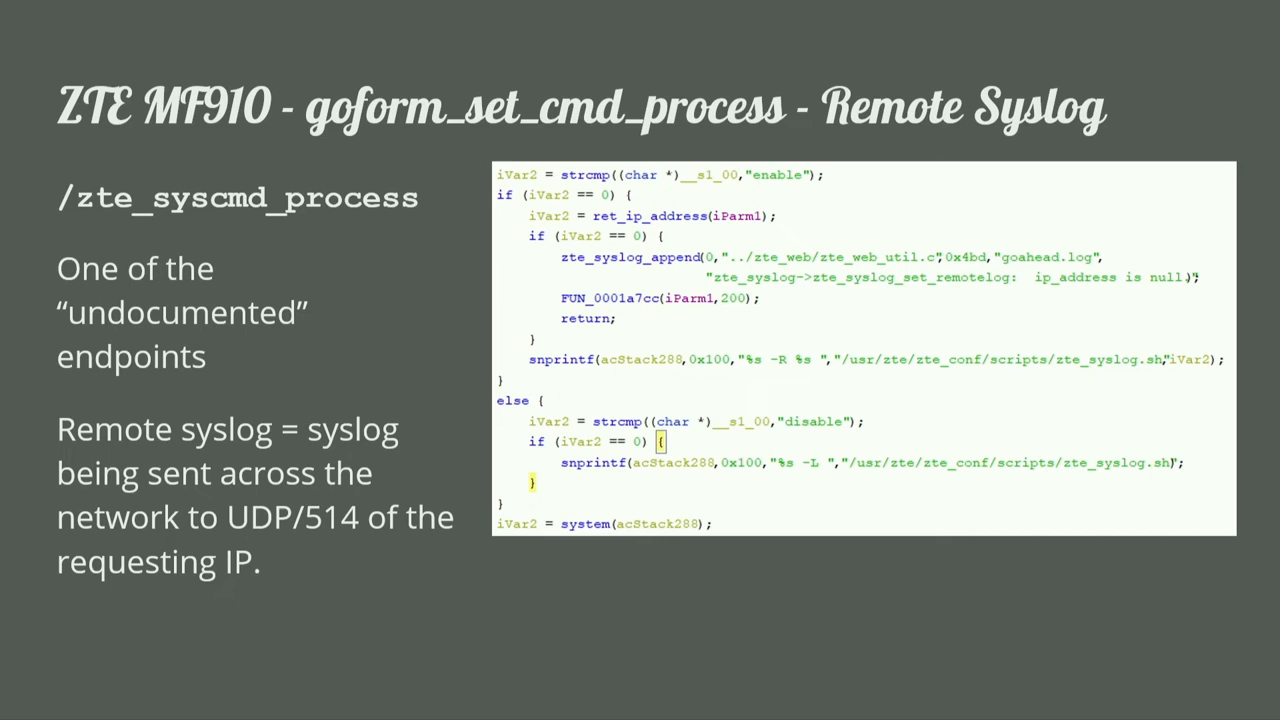 ZTE MF910 - goform_set_cmd_process - Remote Syslog
/zte_syscmd_process
One of the
“undocumented”
endpoints
Remote syslog = syslog
being sent across the
network to UDP/514 of the
requesting IP.
iVar2 = strcmp((char *)__s1_00,"enable");
if (iVar2 == 0) {
iVar2 = ret_ip_address(iParm1);
if (iVar2 == 0) {
zte_syslog_append(0,"../zte_web/zte_web_util.c",0x4bd,"goahead.log",
"zte_syslog->zte_syslog_set_remotelog:  ip_address is null.");
FUN_0001a7cc(iParm1,200);
return;
}
snprintf(acStack288,0x100,"%s -R %s ","/usr/zte/zte_conf/scripts/zte_syslog.sh",iVar2);
}
else {
iVar2 = strcmp((char *)__s1_00,"disable");
if (iVar2 == 0) {
snprintf(acStack288,0x100,"%s -L ","/usr/zte/zte_conf/scripts/zte_syslog.sh");
}
}
iVar2 = system(acStack288);